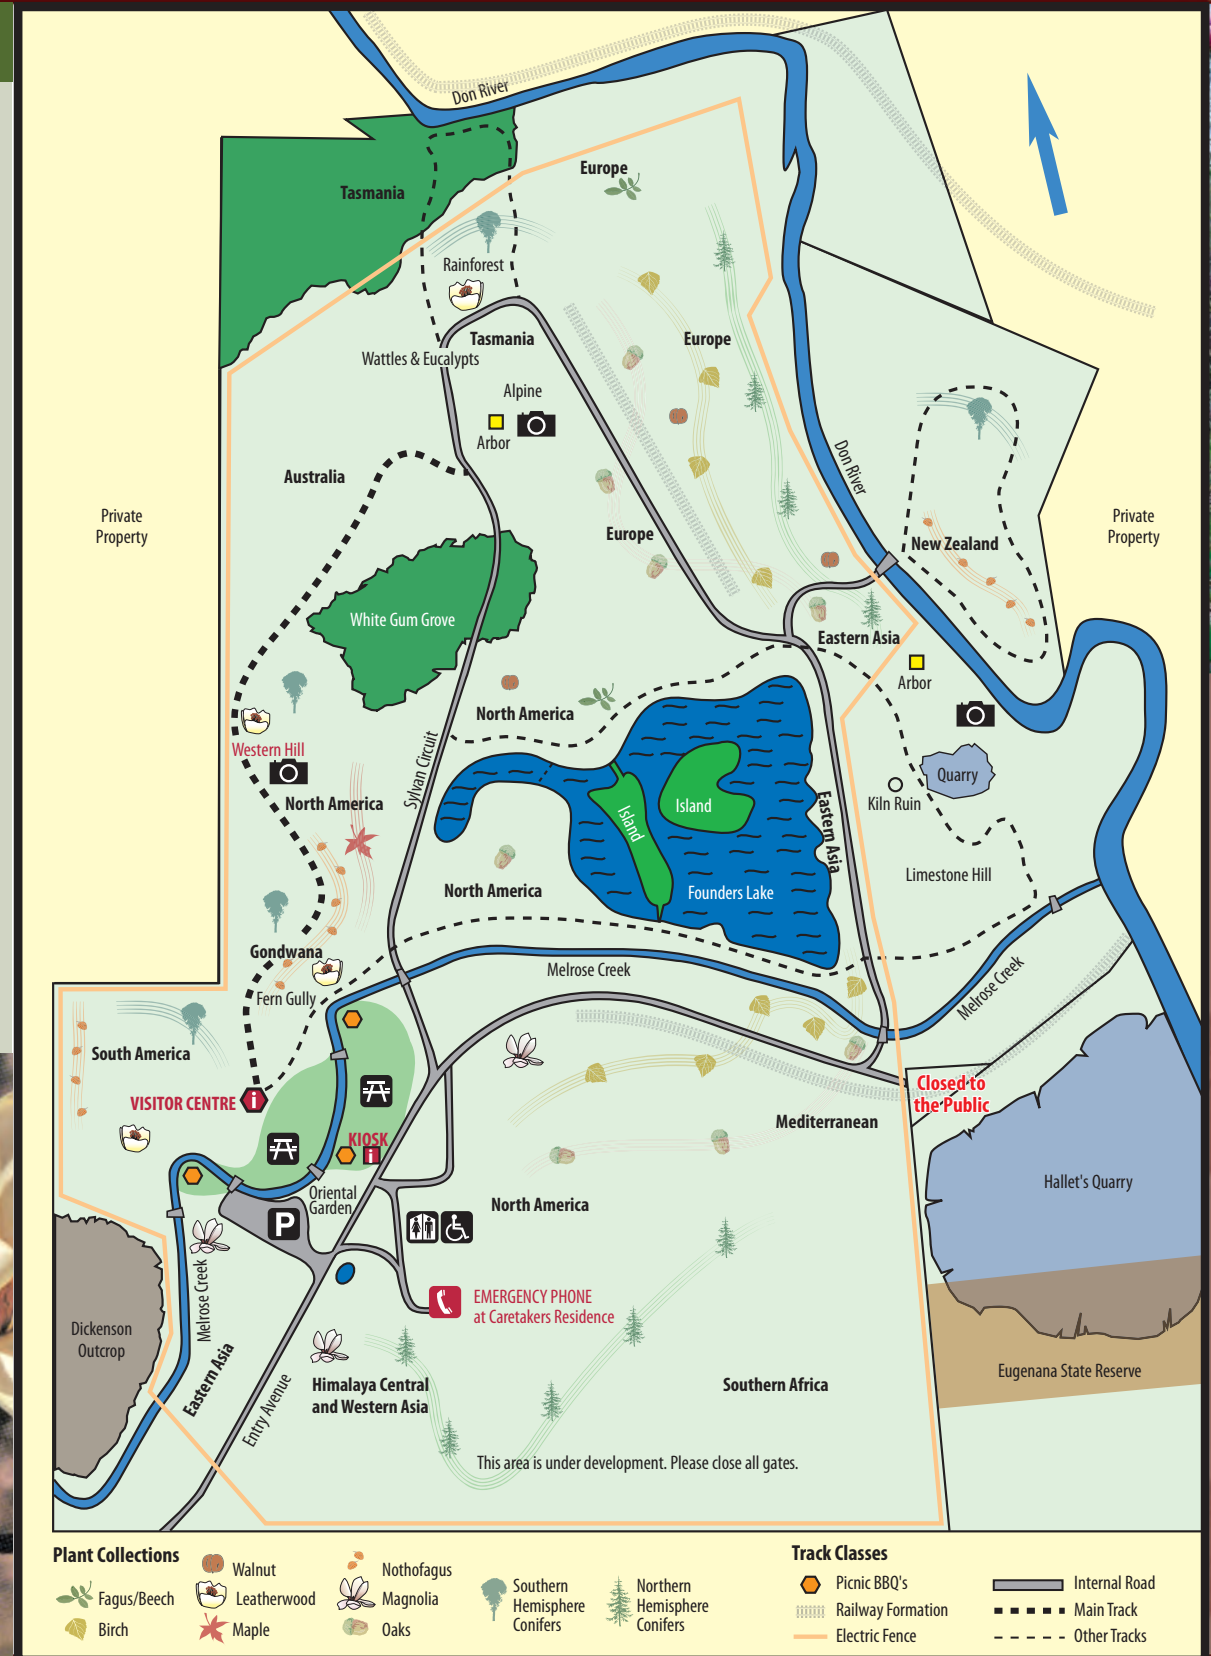 Don River
Europe
Tasmania
Rainforest
Tasmania
Europe
Wattles & Eucalypts
Alpine
Arbor
Don River
Australia
Private
Property
Private
Property
Europe
New Zealand
White Gum Grove
Eastern Asia
Arbor
North America
Western Hill
Sylvan Circuit
Quarry
North America
Island
Island
Kiln Ruin
Eastern Asia
Limestone Hill
North America
Founders Lake
Gondwana
Melrose Creek
Fern Gully
Melrose Creek
South America
i
VISITOR CENTRE
Closed to
the Public
Mediterranean
KIOSK
i
Hallet's Quarry
Oriental
Garden
North America
P
Melrose Creek
EMERGENCY PHONE
at Caretakers Residence
Dickenson
Outcrop
Eastern Asia
Entry Avenue
Himalaya Central
and Western Asia
Southern Africa
Eugenana State Reserve
This area is under development. Please close all gates.
Plant Collections
Fagus/Beech
Birch
Walnut
Leatherwood
Maple
Nothofagus
Magnolia
Oaks
Southern
Hemisphere
Conifers
Northern
Hemisphere
Conifers
Track Classes
Picnic BBQ's
Railway Formation
Electric Fence
Internal Road
Main Track
Other Tracks